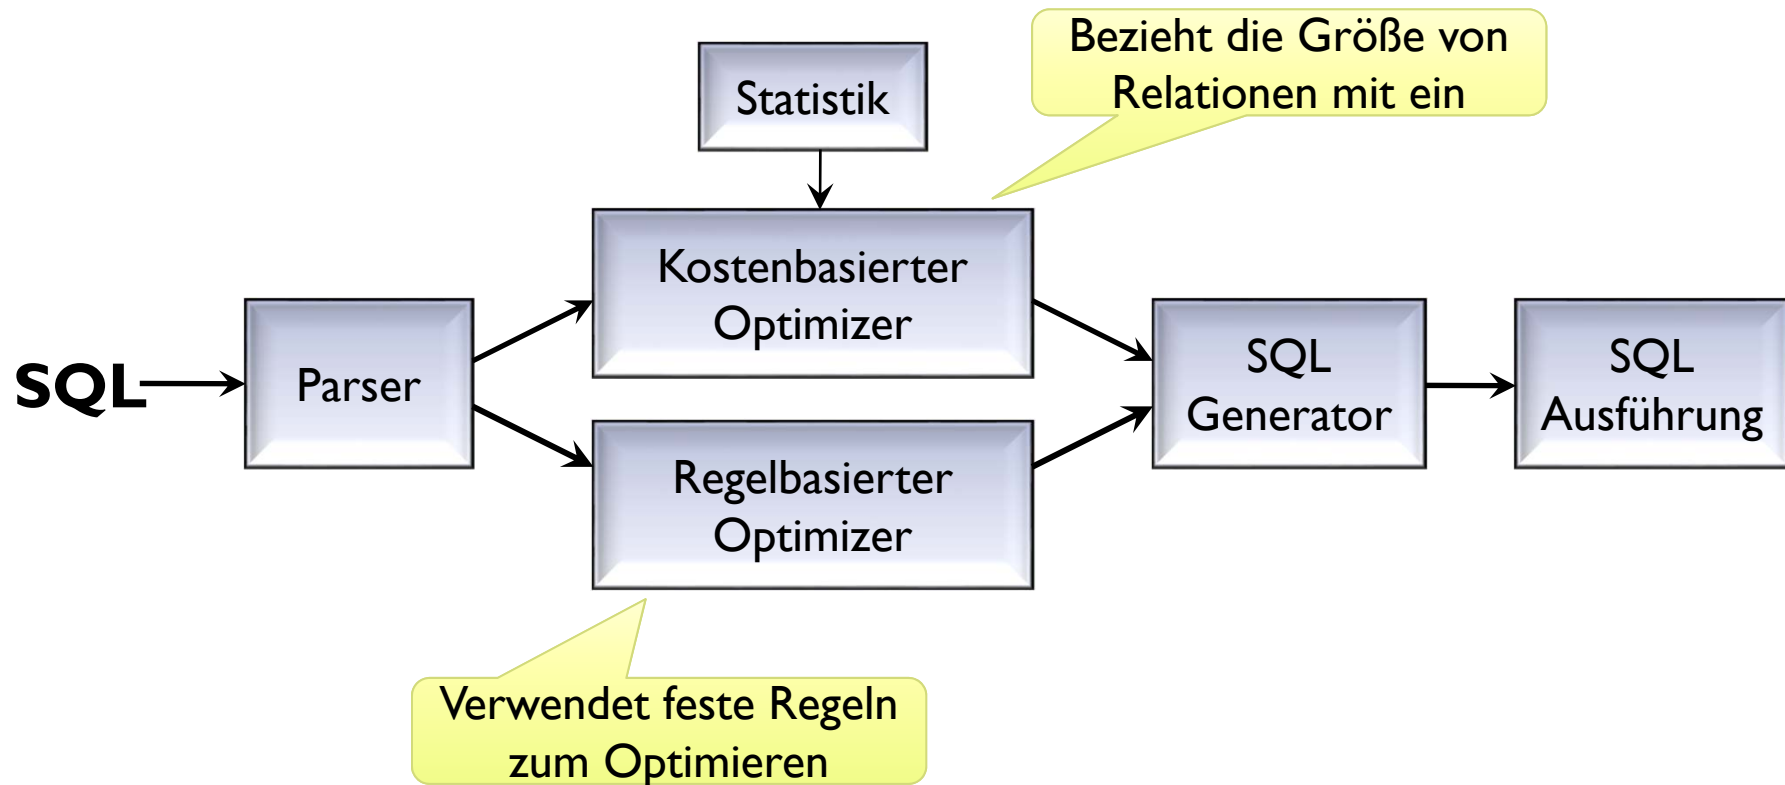 Bezieht die Größe von
Relationen mit ein
Statistik
Kostenbasierter
Optimizer
SQL
Parser
SQL
Generator
SQL
Ausführung
Regelbasierter
Optimizer
Verwendet feste Regeln
zum Optimieren